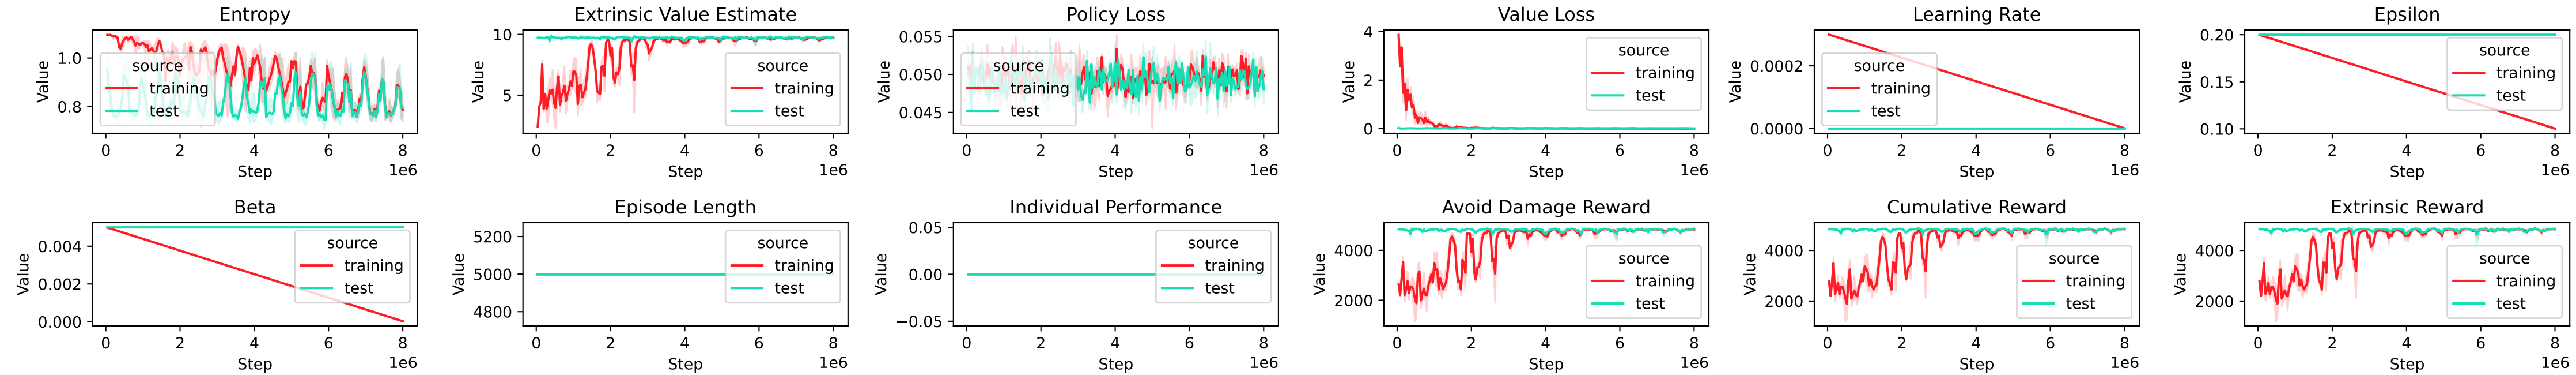 Entropy
Value
1.0
0.8
source
training
test
0 2 4 6 8
Step
1e6
Extrinsic Value Estimate
Value
10
5
source
training
test
0 2 4 6 8
Step
1e6
Policy Loss
Value
0.055
0.050
0.045
source
training
test
0 2 4 6 8
Step
1e6
Value Loss
Value
4
2
0
source
training
test
0 2 4 6 8
Step
1e6
Learning Rate
Value
0.0002
0.0000
source
training
test
0 2 4 6 8
Step
1e6
Epsilon
Value
0.20
0.15
0.10
source
training
test
0 2 4 6 8
Step
1e6
Beta
Value
0.004
0.002
0.000
source
training
test
0 2 4 6 8
Step
1e6
Episode Length
Value
5200
5000
4800
source
training
test
0 2 4 6 8
Step
1e6
Individual Performance
Value
0.05
0.00
−0.05
source
training
test
0 2 4 6 8
Step
1e6
Avoid Damage Reward
Value
4000
2000
source
training
test
0 2 4 6 8
Step
1e6
Cumulative Reward
Value
4000
2000
source
training
test
0 2 4 6 8
Step
1e6
Extrinsic Reward
Value
4000
2000
source
training
test
0 2 4 6 8
Step
1e6